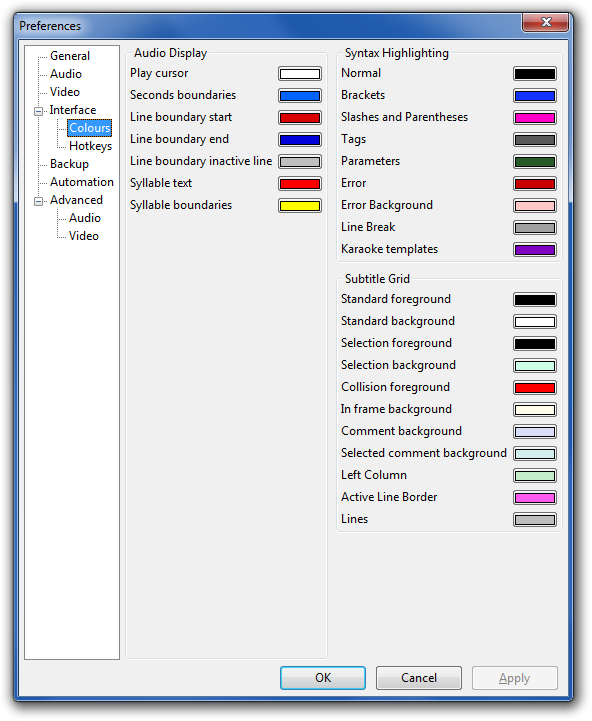 Preferences
General
Audio
Video
Interface
Colours
Hotkeys
Backup
Automation
Advanced
Audio
Video
Audio Display
Play cursor
Seconds boundaries
Line boundary start
Line boundary end
Line boundary inactive line
Syllable text
Syllable boundaries
Syntax Highlighting
Normal
Brackets
Slashes and Parentheses
Tags
Parameters
Error
Error Background
Line Break
Karaoke templates
Subtitle Grid
Standard foreground
Standard background
Selection foreground
Selection background
Collision foreground
In frame background
Comment background
Selected comment background
Left Column
Active Line Border
Lines
OK
Cancel
Apply